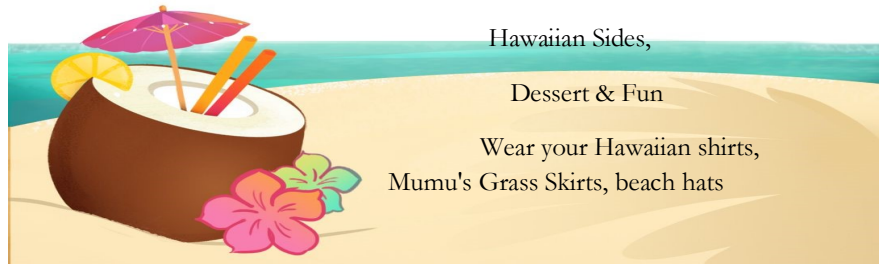 Hawaiian Sides,
Dessert & Fun
Wear your Hawaiian shirts,
Mumu's Grass Skirts, beach hats